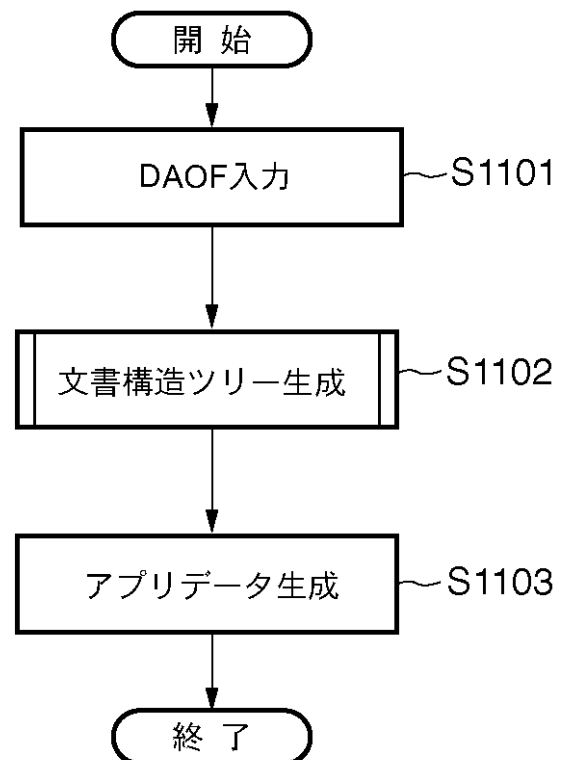 開 始
DAOF入力
S1101
文書構造ツリー生成
S1102
アプリデータ生成
S1103
終 了